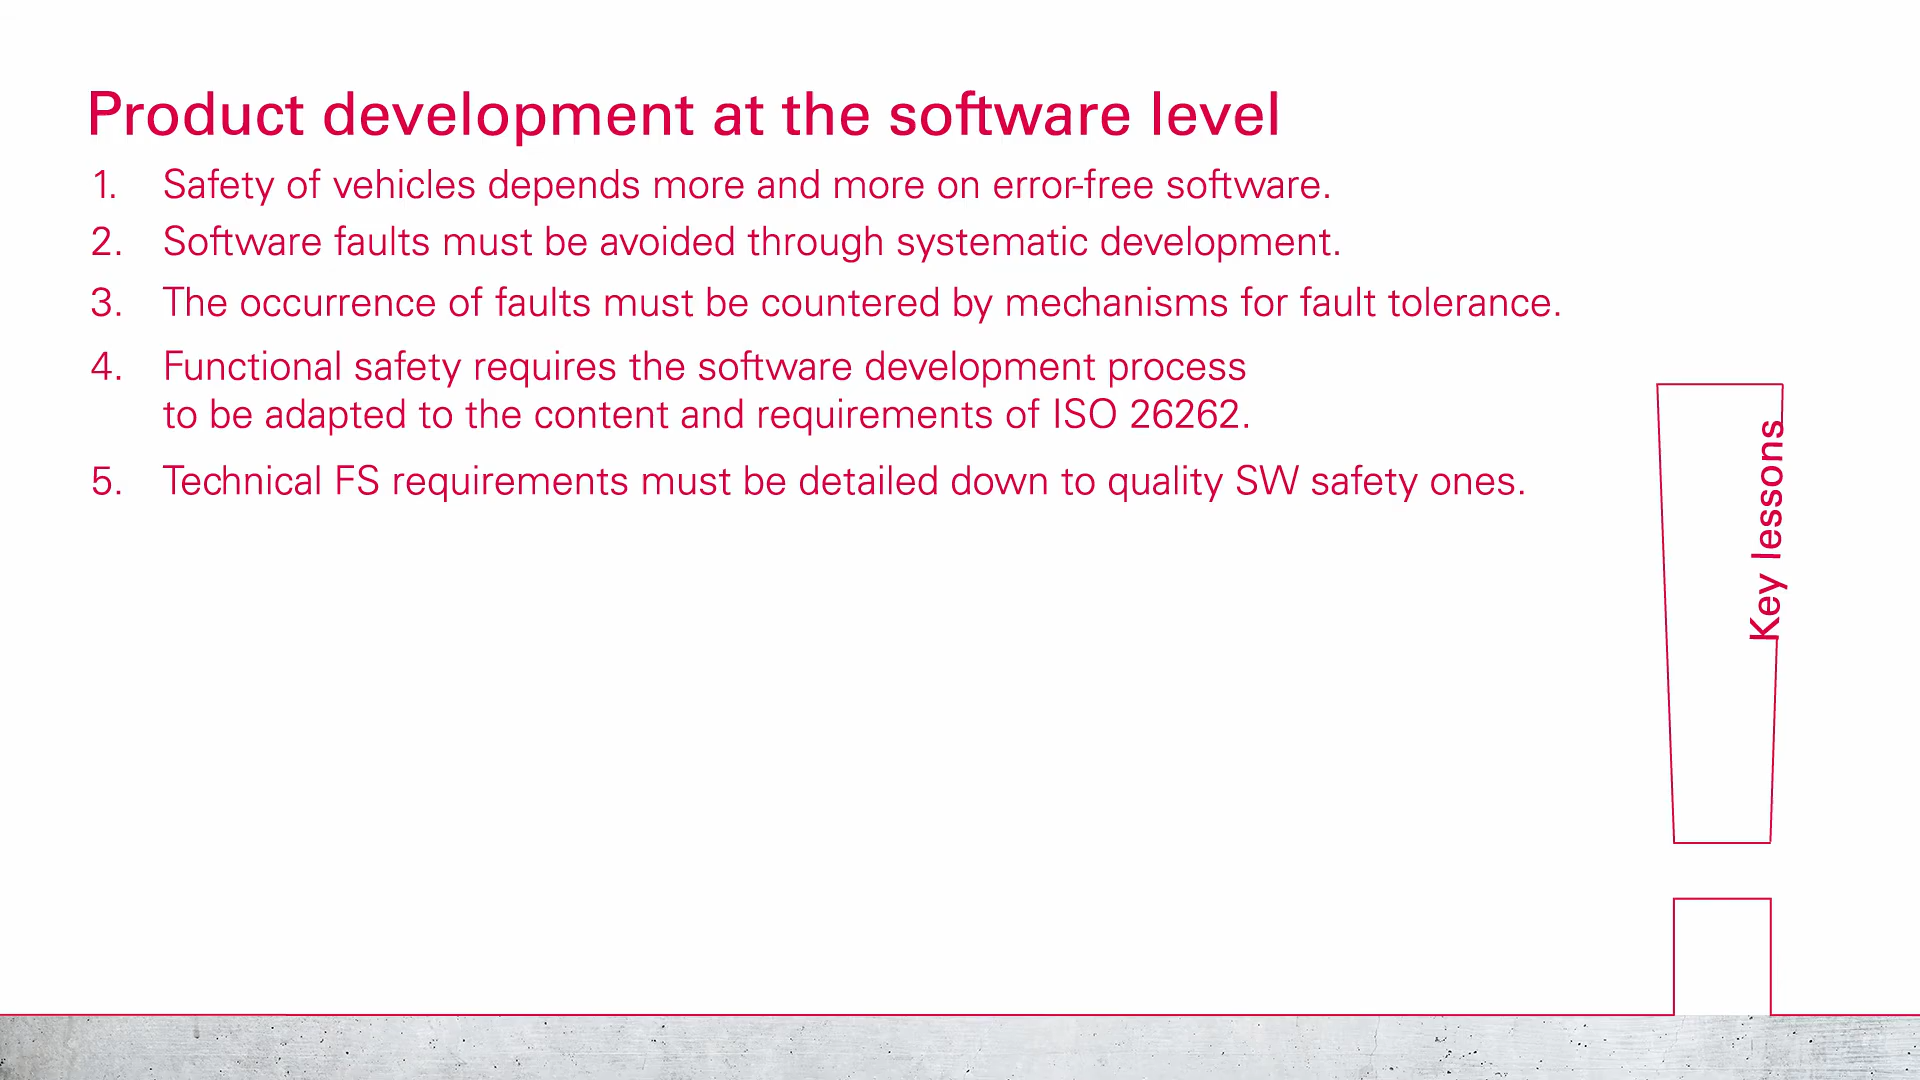 Product development at the software level
1. Safety of vehicles depends more and more on error-free software.
2. Software faults must be avoided through systematic development.
3. The occurrence of faults must be countered by mechanisms for fault tolerance.
4. Functional safety requires the software development process
to be adapted to the content and requirements of ISO 26262.
5. Technical FS requirements must be detailed down to quality SW safety ones.
Key lessons